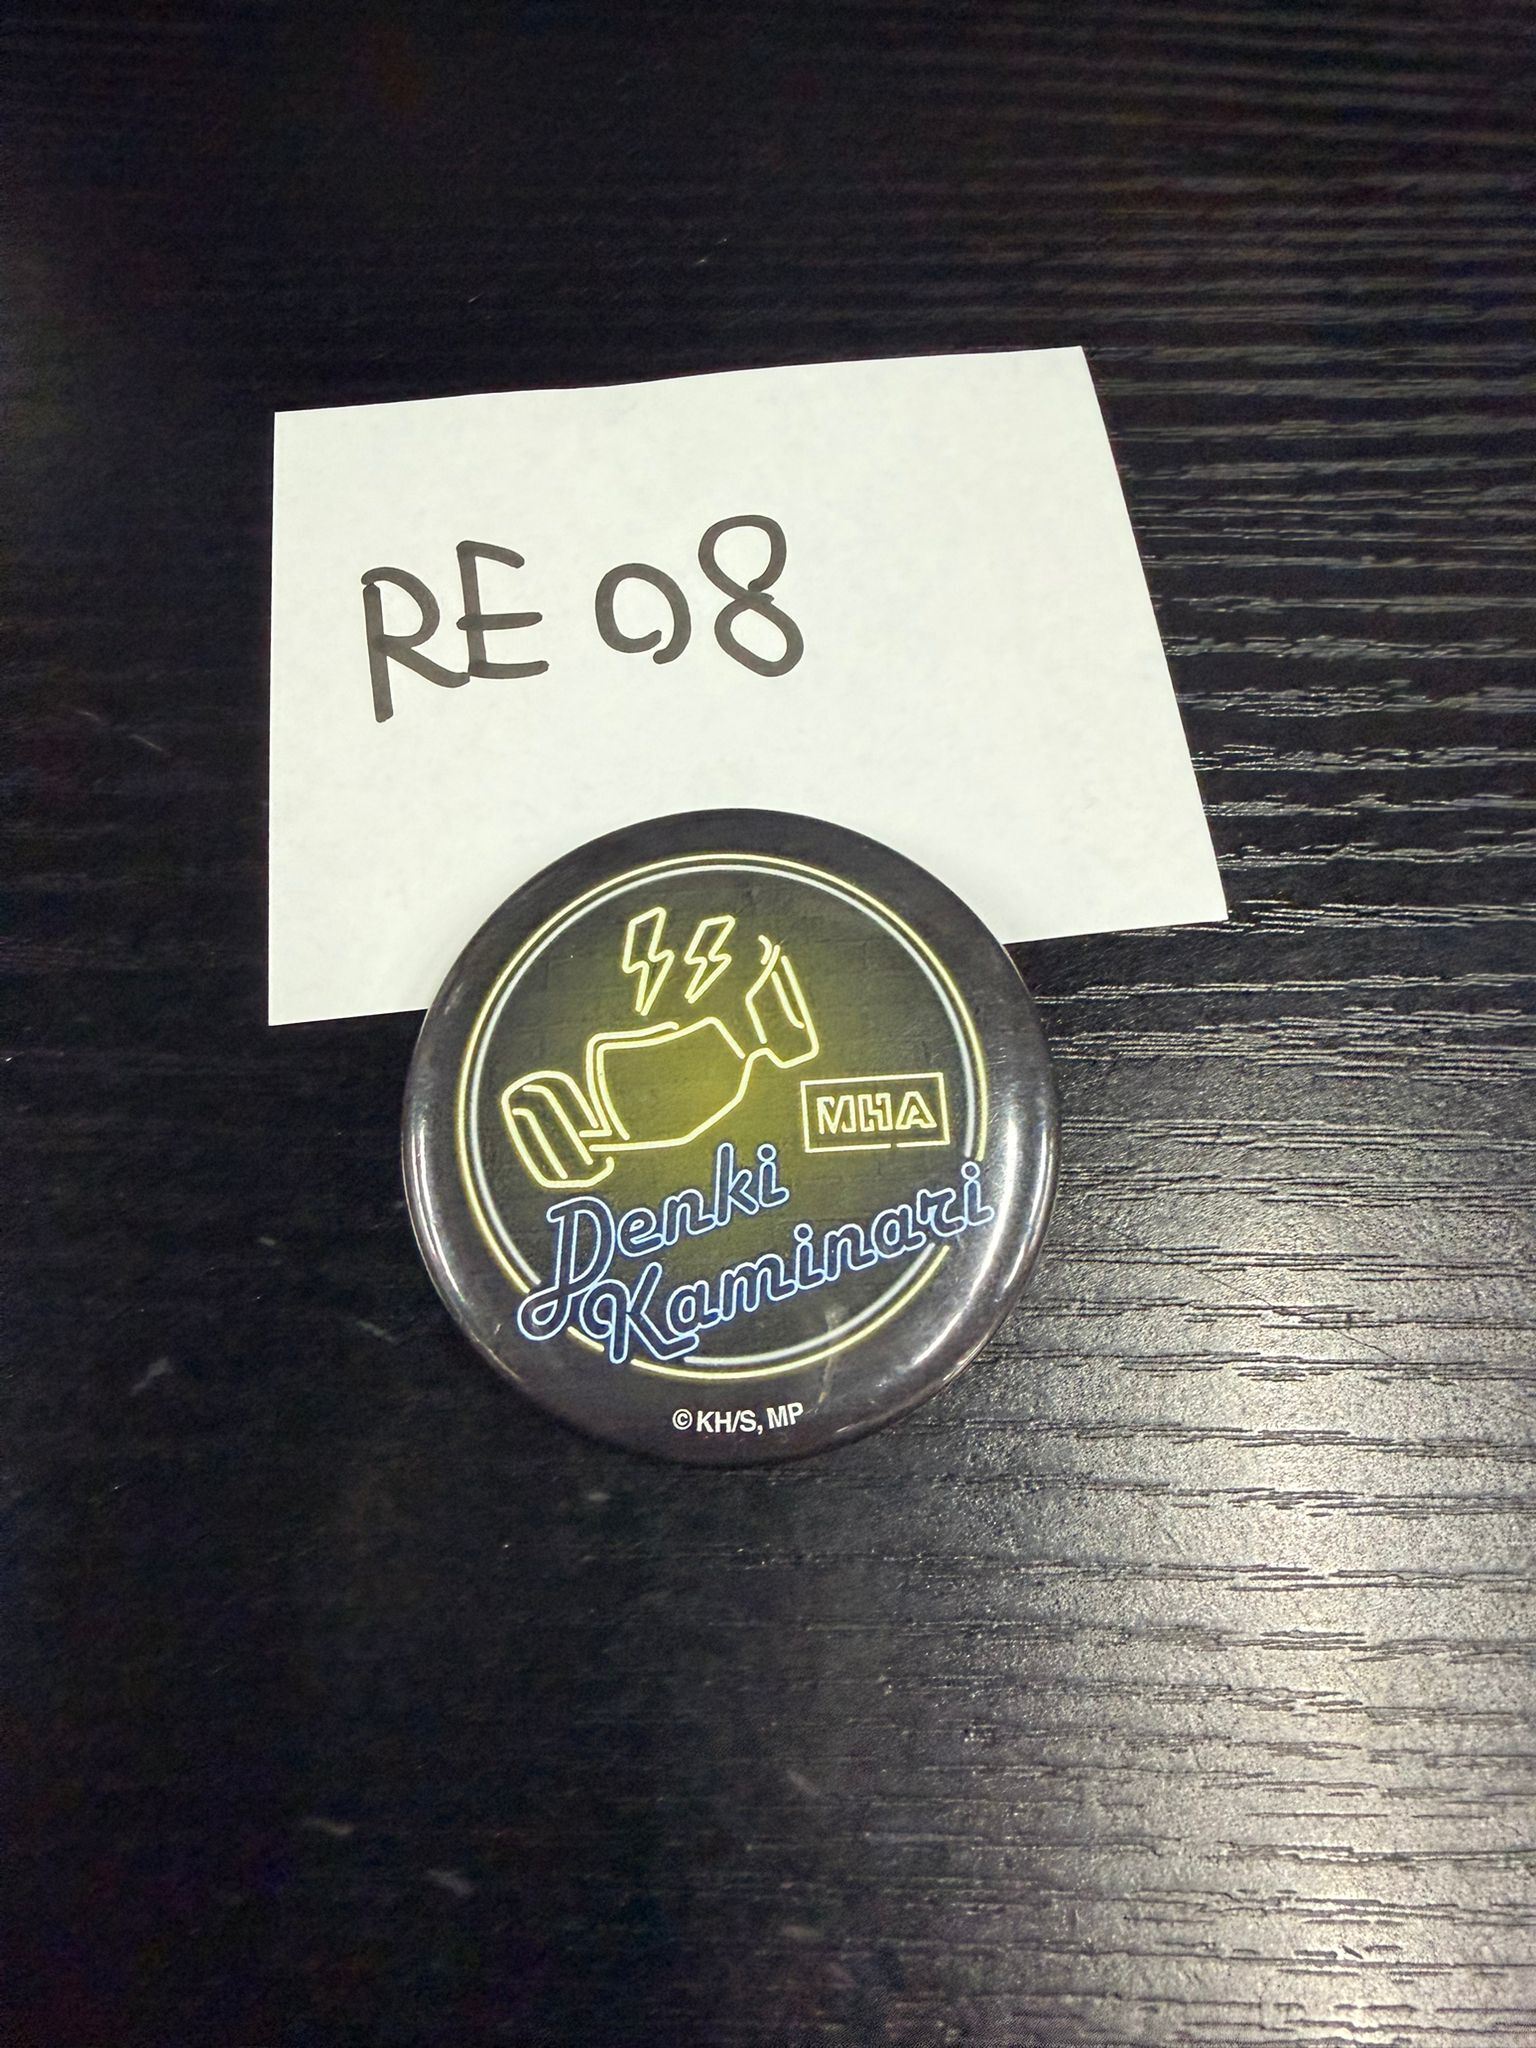 RE 08
MHA
Denki
Kaminari
©KH/S, MP